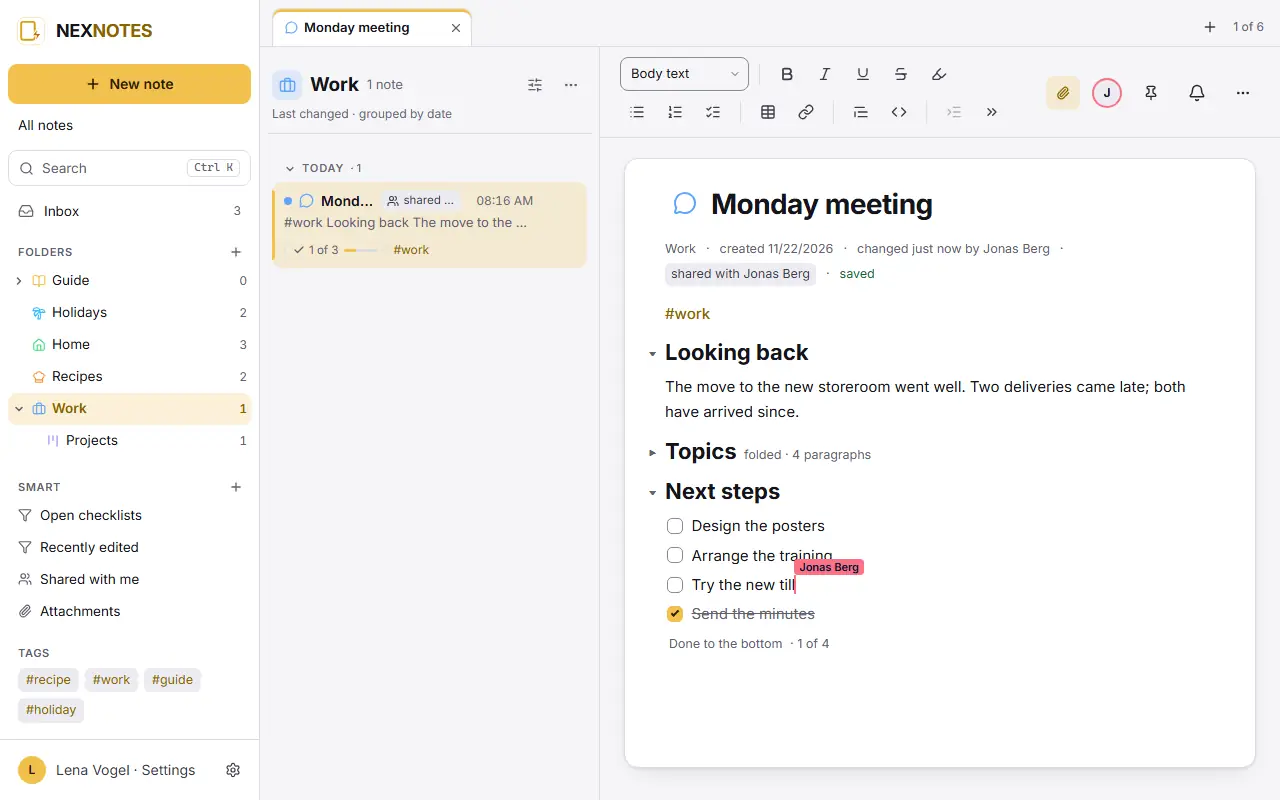 NEXNOTES
New note
All notes
Search Ctrl K
Inbox 3
FOLDERS
Guide 0
Holidays 2
Home 3
Recipes 2
Work 1
Projects 1
SMART
Open checklists
Recently edited
Shared with me
Attachments
TAGS
#recipe #work #guide
#holiday
L Lena Vogel · Settings
Monday meeting
1 of 6
Work 1 note
Last changed · grouped by date
TODAY · 1
Mond... shared ... 08:16 AM
#work Looking back The move to the ...
1 of 3 #work
Body text
B I U S
J
Monday meeting
Work · created 11/22/2026 · changed just now by Jonas Berg ·
shared with Jonas Berg · saved
#work
Looking back
The move to the new storeroom went well. Two deliveries came late; both
have arrived since.
Topics folded · 4 paragraphs
Next steps
Design the posters
Arrange the training
Jonas Berg
Try the new till
Send the minutes
Done to the bottom · 1 of 4